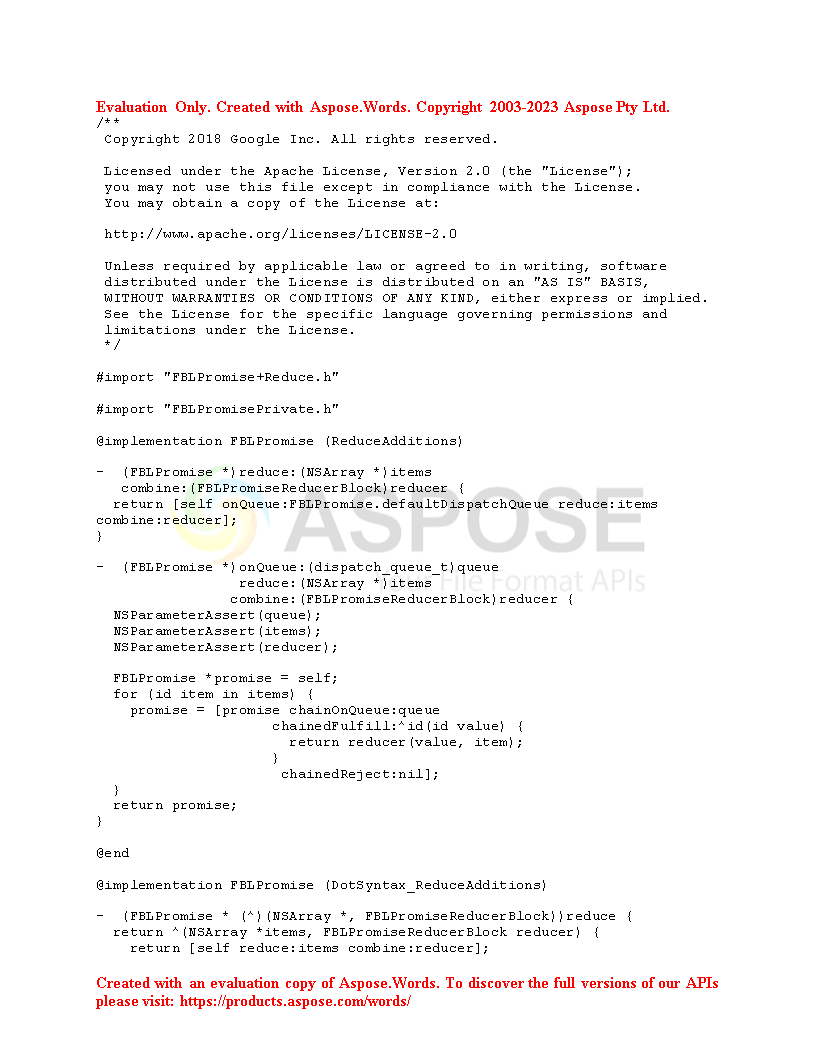 Evaluation Only. Created with Aspose.Words. Copyright 2003-2023 Aspose Pty Ltd.
/**
 Copyright 2018 Google Inc. All rights reserved.

 Licensed under the Apache License, Version 2.0 (the "License");
 you may not use this file except in compliance with the License.
 You may obtain a copy of the License at:

 http://www.apache.org/licenses/LICENSE-2.0

 Unless required by applicable law or agreed to in writing, software
 distributed under the License is distributed on an "AS IS" BASIS,
 WITHOUT WARRANTIES OR CONDITIONS OF ANY KIND, either express or implied.
 See the License for the specific language governing permissions and
 limitations under the License.
 */

#import "FBLPromise+Reduce.h"

#import "FBLPromisePrivate.h"

@implementation FBLPromise (ReduceAdditions)

-  (FBLPromise *)reduce:(NSArray *)items
   combine:(FBLPromiseReducerBlock)reducer {
  return [self onQueue:FBLPromise.defaultDispatchQueue reduce:items
combine:reducer];
}
ASPOSE
File Format APIs

-  (FBLPromise *)onQueue:(dispatch_queue_t)queue
                 reduce:(NSArray *)items
                combine:(FBLPromiseReducerBlock)reducer {
  NSParameterAssert(queue);
  NSParameterAssert(items);
  NSParameterAssert(reducer);

  FBLPromise *promise = self;
  for (id item in items) {
    promise = [promise chainOnQueue:queue
                     chainedFulfill:^id(id value) {
                       return reducer(value, item);
                     }
                      chainedReject:nil];
  }
  return promise;
}

@end

@implementation FBLPromise (DotSyntax_ReduceAdditions)

-  (FBLPromise * (^)(NSArray *, FBLPromiseReducerBlock))reduce {
  return ^(NSArray *items, FBLPromiseReducerBlock reducer) {
    return [self reduce:items combine:reducer];

Created with an evaluation copy of Aspose.Words. To discover the full versions of our APIs
please visit: https://products.aspose.com/words/